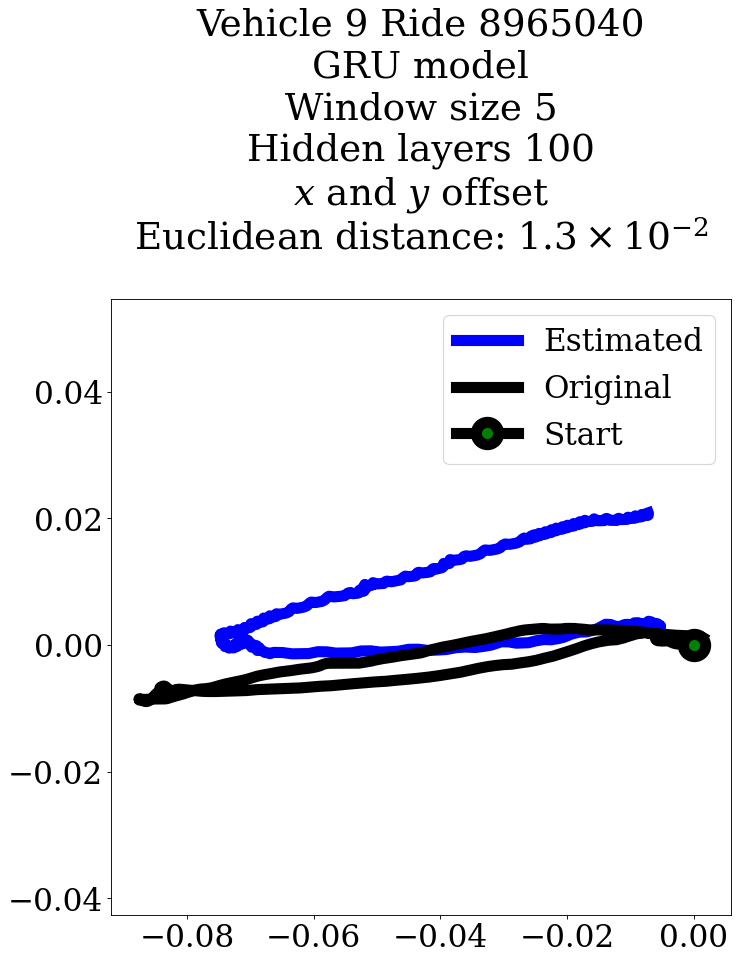 Vehicle 9 Ride 8965040
GRU model
Window size 5
Hidden layers 100
x and y offset
Euclidean distance: 1.3 × 10⁻²
Estimated
Original
Start
0.04
0.02
0.00
−0.02
−0.04
−0.08 −0.06 −0.04 −0.02 0.00